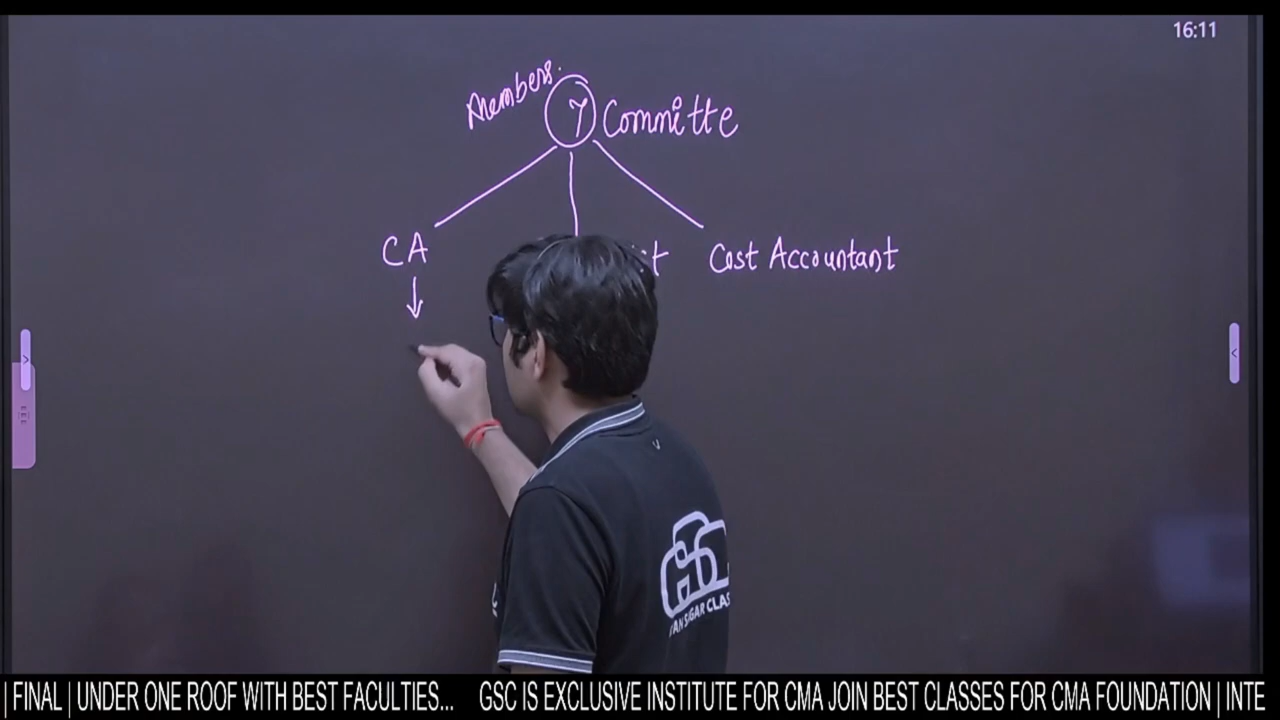 16:11
Members.
7 Committe
CA
Cost Accountant
| FINAL | UNDER ONE ROOF WITH BEST FACULTIES... GSC IS EXCLUSIVE INSTITUTE FOR CMA JOIN BEST CLASSES FOR CMA FOUNDATION | INTE